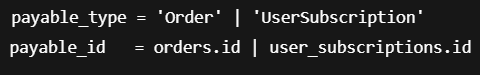 payable_type = 'Order' | 'UserSubscription'
payable_id   = orders.id | user_subscriptions.id